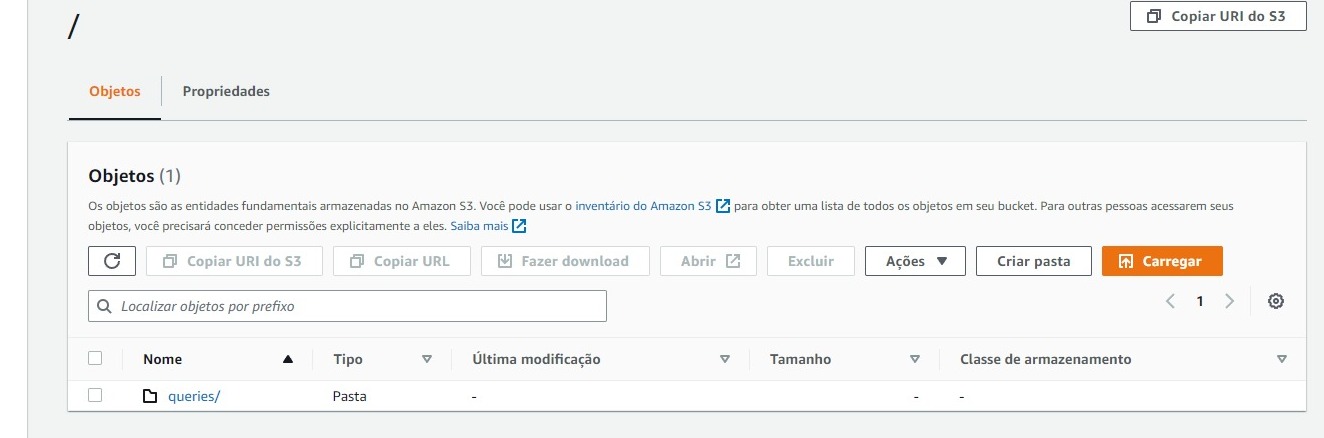 /
Copiar URI do S3
Objetos
Propriedades
Objetos (1)
Os objetos são as entidades fundamentais armazenadas no Amazon S3. Você pode usar o inventário do Amazon S3 para obter uma lista de todos os objetos em seu bucket. Para outras pessoas acessarem seus
objetos, você precisará conceder permissões explicitamente a eles. Saiba mais
Copiar URI do S3
Copiar URL
Fazer download
Abrir
Excluir
Ações
Criar pasta
Carregar
Localizar objetos por prefixo
1
Nome
Tipo
Última modificação
Tamanho
Classe de armazenamento
queries/
Pasta
-
-
-